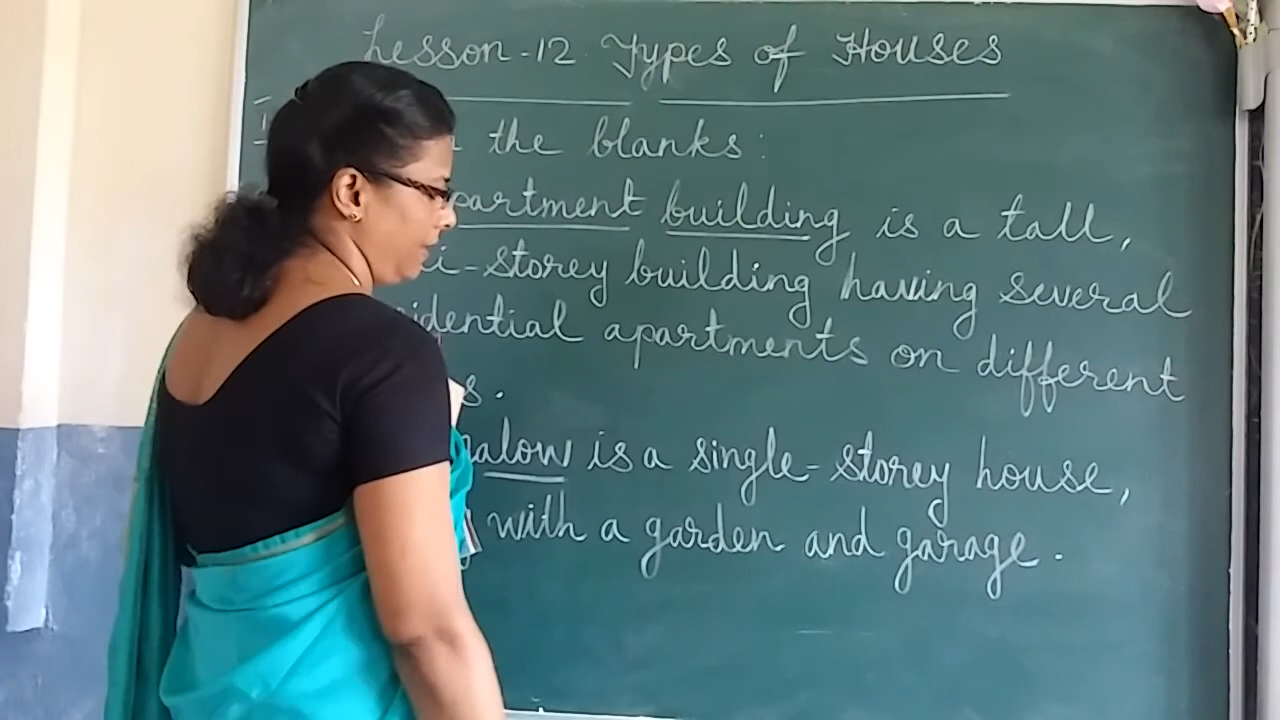 Lesson-12 Types of Houses
the blanks:
partment building is a tall,
i-storey building having several
idential apartments on different
s.
galow is a single-storey house,
with a garden and garage.